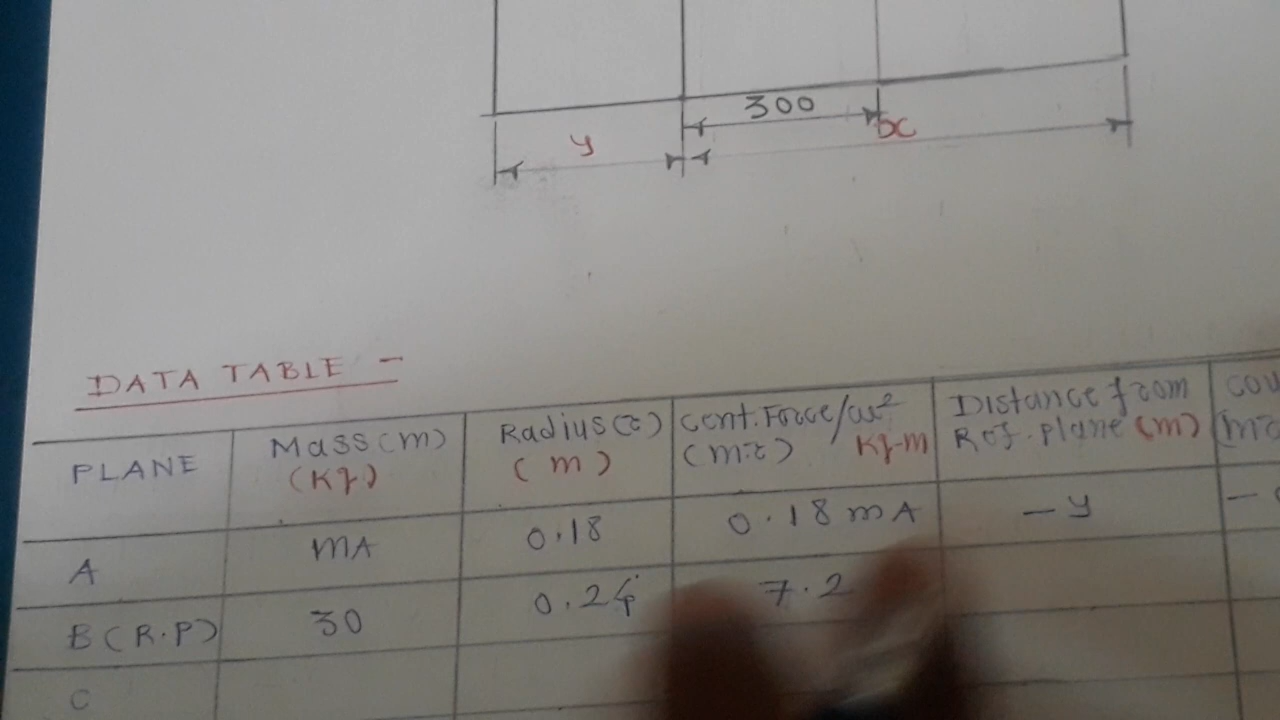 300
x
y
DATA TABLE -
PLANE
Mass (m)
(Kg)
Radius (r)
(m)
Cent. Force/ω²
(m·r) Kg-m
Distance from
Ref. plane (m)
A
mA
0.18
0.18 mA
- y
-
B (R.P)
30
0.24
7.2
C